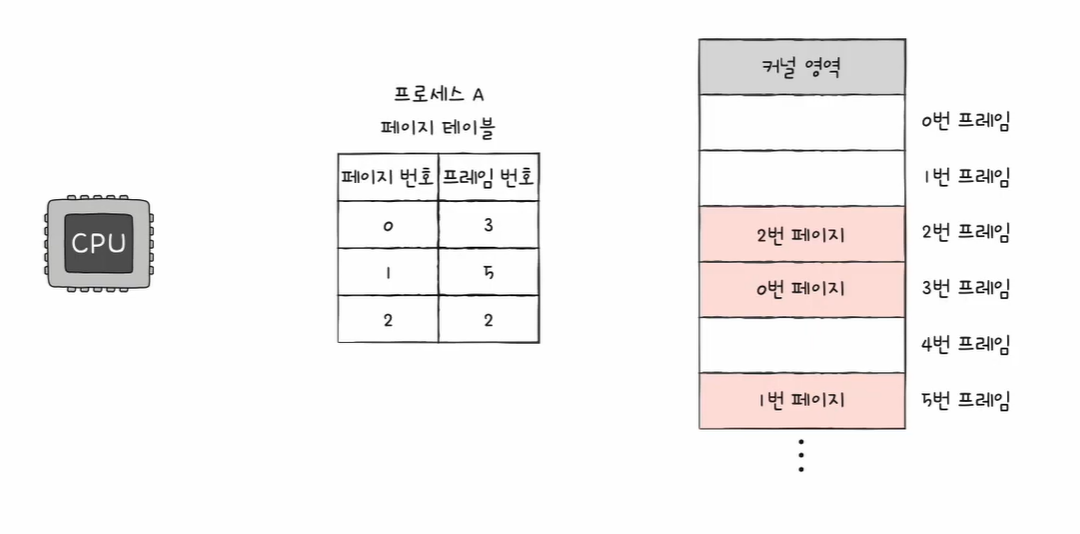 CPU
프로세스 A
페이지 테이블
페이지 번호 프레임 번호
0 3
1 5
2 2
커널 영역
0번 프레임
1번 프레임
2번 페이지 2번 프레임
0번 페이지 3번 프레임
4번 프레임
1번 페이지 5번 프레임